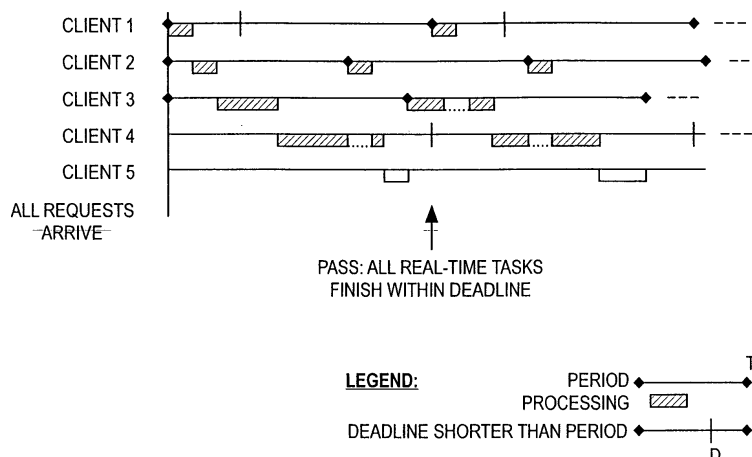 CLIENT 1
CLIENT 2
CLIENT 3
CLIENT 4
CLIENT 5
ALL REQUESTS
ARRIVE
PASS: ALL REAL-TIME TASKS
FINISH WITHIN DEADLINE
LEGEND:
T
PERIOD
PROCESSING
DEADLINE SHORTER THAN PERIOD
D